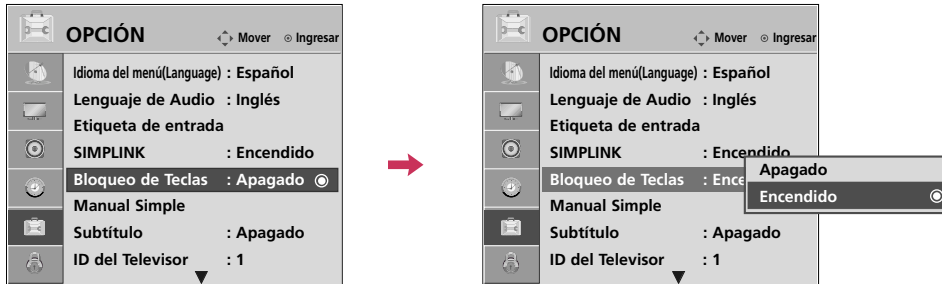 OPCIÓN Mover Ingresar
Idioma del menú(Language) : Español
Lenguaje de Audio : Inglés
Etiqueta de entrada
SIMPLINK : Encendido
Bloqueo de Teclas : Apagado
Manual Simple
Subtítulo : Apagado
ID del Televisor : 1
OPCIÓN Mover Ingresar
Idioma del menú(Language) : Español
Lenguaje de Audio : Inglés
Etiqueta de entrada
SIMPLINK : Encendido
Bloqueo de Teclas : Ence
Manual Simple
Subtítulo : Apagado
ID del Televisor : 1
Apagado
Encendido